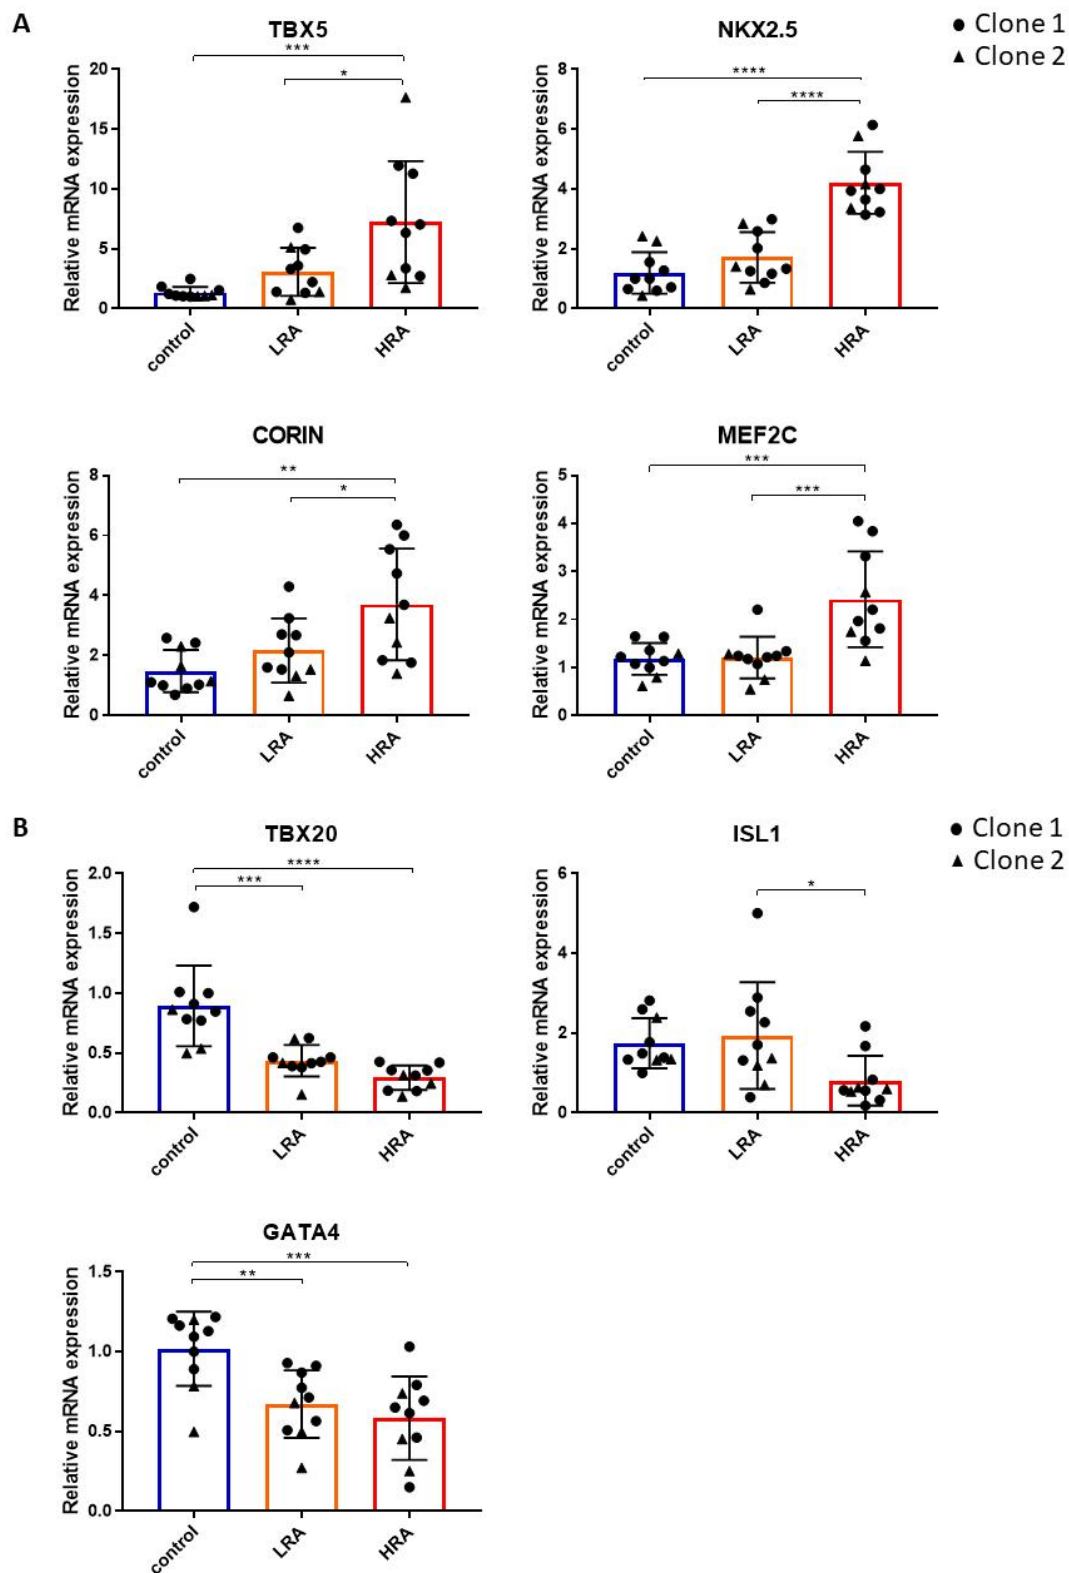 A
TBX5
NKX2.5
● Clone 1
▲ Clone 2
***
*
Relative mRNA expression
20
15
10
5
0
control
LRA
HRA
****
****
Relative mRNA expression
8
6
4
2
0
control
LRA
HRA
CORIN
**
*
Relative mRNA expression
8
6
4
2
0
control
LRA
HRA
MEF2C
***
***
Relative mRNA expression
5
4
3
2
1
0
control
LRA
HRA
B
TBX20
ISL1
● Clone 1
▲ Clone 2
****
***
Relative mRNA expression
2.0
1.5
1.0
0.5
0.0
control
LRA
HRA
*
Relative mRNA expression
6
4
2
0
control
LRA
HRA
GATA4
***
**
Relative mRNA expression
1.5
1.0
0.5
0.0
control
LRA
HRA